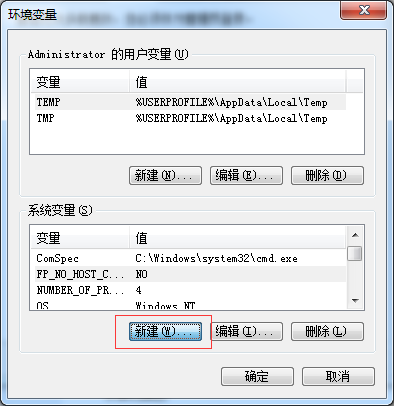 环境变量
Administrator 的用户变量(U)
变量 值
TEMP %USERPROFILE%\AppData\Local\Temp
TMP %USERPROFILE%\AppData\Local\Temp
新建(N)... 编辑(E)... 删除(D)
系统变量(S)
变量 值
ComSpec C:\Windows\system32\cmd.exe
FP_NO_HOST_C... NO
NUMBER_OF_PR... 4
OS Windows_NT
新建(W)... 编辑(I)... 删除(L)
确定 取消